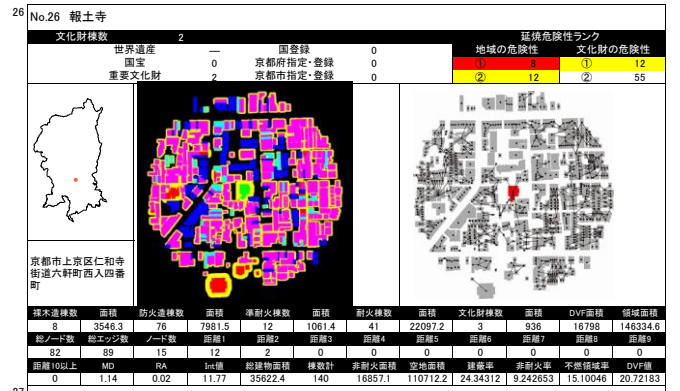 26
No.26 報土寺
文化財棟数 2 延焼危険性ランク
世界遺産 — 国登録 0 地域の危険性 文化財の危険性
国宝 0 京都府指定・登録 0 ① 8 ① 12
重要文化財 2 京都市指定・登録 0 ② 12 ② 55
京都市上京区仁和寺
街道六軒町西入四番
町
裸木造棟数 面積 防火造棟数 面積 準耐火棟数 面積 耐火棟数 面積 文化財棟数 面積 DVF面積 領域面積
8 3546.3 76 7981.5 12 1061.4 41 22097.2 3 936 16798 146334.6
総ノード数 総エッジ数 ノード数 距離1 距離2 距離3 距離4 距離5 距離6 距離7 距離8 距離9
82 89 15 12 2 0 0 0 0 0 0 0
距離10以上 MD RA Int値 総建物面積 棟数計 非耐火面積 空地面積 建蔽率 非耐火率 不燃領域率 DVF値
0 1.14 0.02 11.77 35622.4 140 16857.1 110712.2 24.34312 9.242653 15.10046 20.72183
27